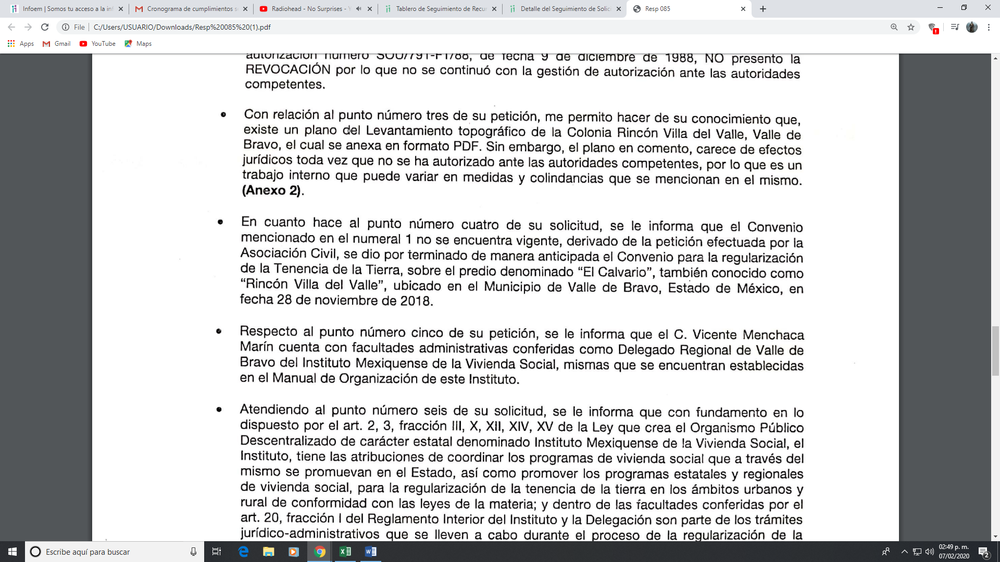 Infoem | Somos tu acceso a la inf
Cronograma de cumplimientos s
Radiohead - No Surprises - Y
Tablero de Seguimiento de Recur
Detalle del Seguimiento de Solici
Resp 085
File
C:/Users/USUARIO/Downloads/Resp%20085%20(1).pdf
Apps
Gmail
YouTube
Maps
autorización número SOU/791-F1788, de fecha 9 de diciembre de 1988, NO presento la
REVOCACIÓN por lo que no se continuó con la gestión de autorización ante las autoridades
competentes.
• Con relación al punto número tres de su petición, me permito hacer de su conocimiento que,
existe un plano del Levantamiento topográfico de la Colonia Rincón Villa del Valle, Valle de
Bravo, el cual se anexa en formato PDF. Sin embargo, el plano en comento, carece de efectos
jurídicos toda vez que no se ha autorizado ante las autoridades competentes, por lo que es un
trabajo interno que puede variar en medidas y colindancias que se mencionan en el mismo.
(Anexo 2).
• En cuanto hace al punto número cuatro de su solicitud, se le informa que el Convenio
mencionado en el numeral 1 no se encuentra vigente, derivado de la petición efectuada por la
Asociación Civil, se dio por terminado de manera anticipada el Convenio para la regularización
de la Tenencia de la Tierra, sobre el predio denominado “El Calvario”, también conocido como
“Rincón Villa del Valle”, ubicado en el Municipio de Valle de Bravo, Estado de México, en
fecha 28 de noviembre de 2018.
• Respecto al punto número cinco de su petición, se le informa que el C. Vicente Menchaca
Marín cuenta con facultades administrativas conferidas como Delegado Regional de Valle de
Bravo del Instituto Mexiquense de la Vivienda Social, mismas que se encuentran establecidas
en el Manual de Organización de este Instituto.
• Atendiendo al punto número seis de su solicitud, se le informa que con fundamento en lo
dispuesto por el art. 2, 3, fracción III, X, XII, XIV, XV de la Ley que crea el Organismo Público
Descentralizado de carácter estatal denominado Instituto Mexiquense de la Vivienda Social, el
Instituto, tiene las atribuciones de coordinar los programas de vivienda social que a través del
mismo se promuevan en el Estado, así como promover los programas estatales y regionales
de vivienda social, para la regularización de la tenencia de la tierra en los ámbitos urbanos y
rural de conformidad con las leyes de la materia; y dentro de las facultades conferidas por el
art. 20, fracción I del Reglamento Interior del Instituto y la Delegación son parte de los trámites
jurídico-administrativos que se lleven a cabo durante el proceso de la regularización de la
Escribe aquí para buscar
02:49 p. m.
07/02/2020
2